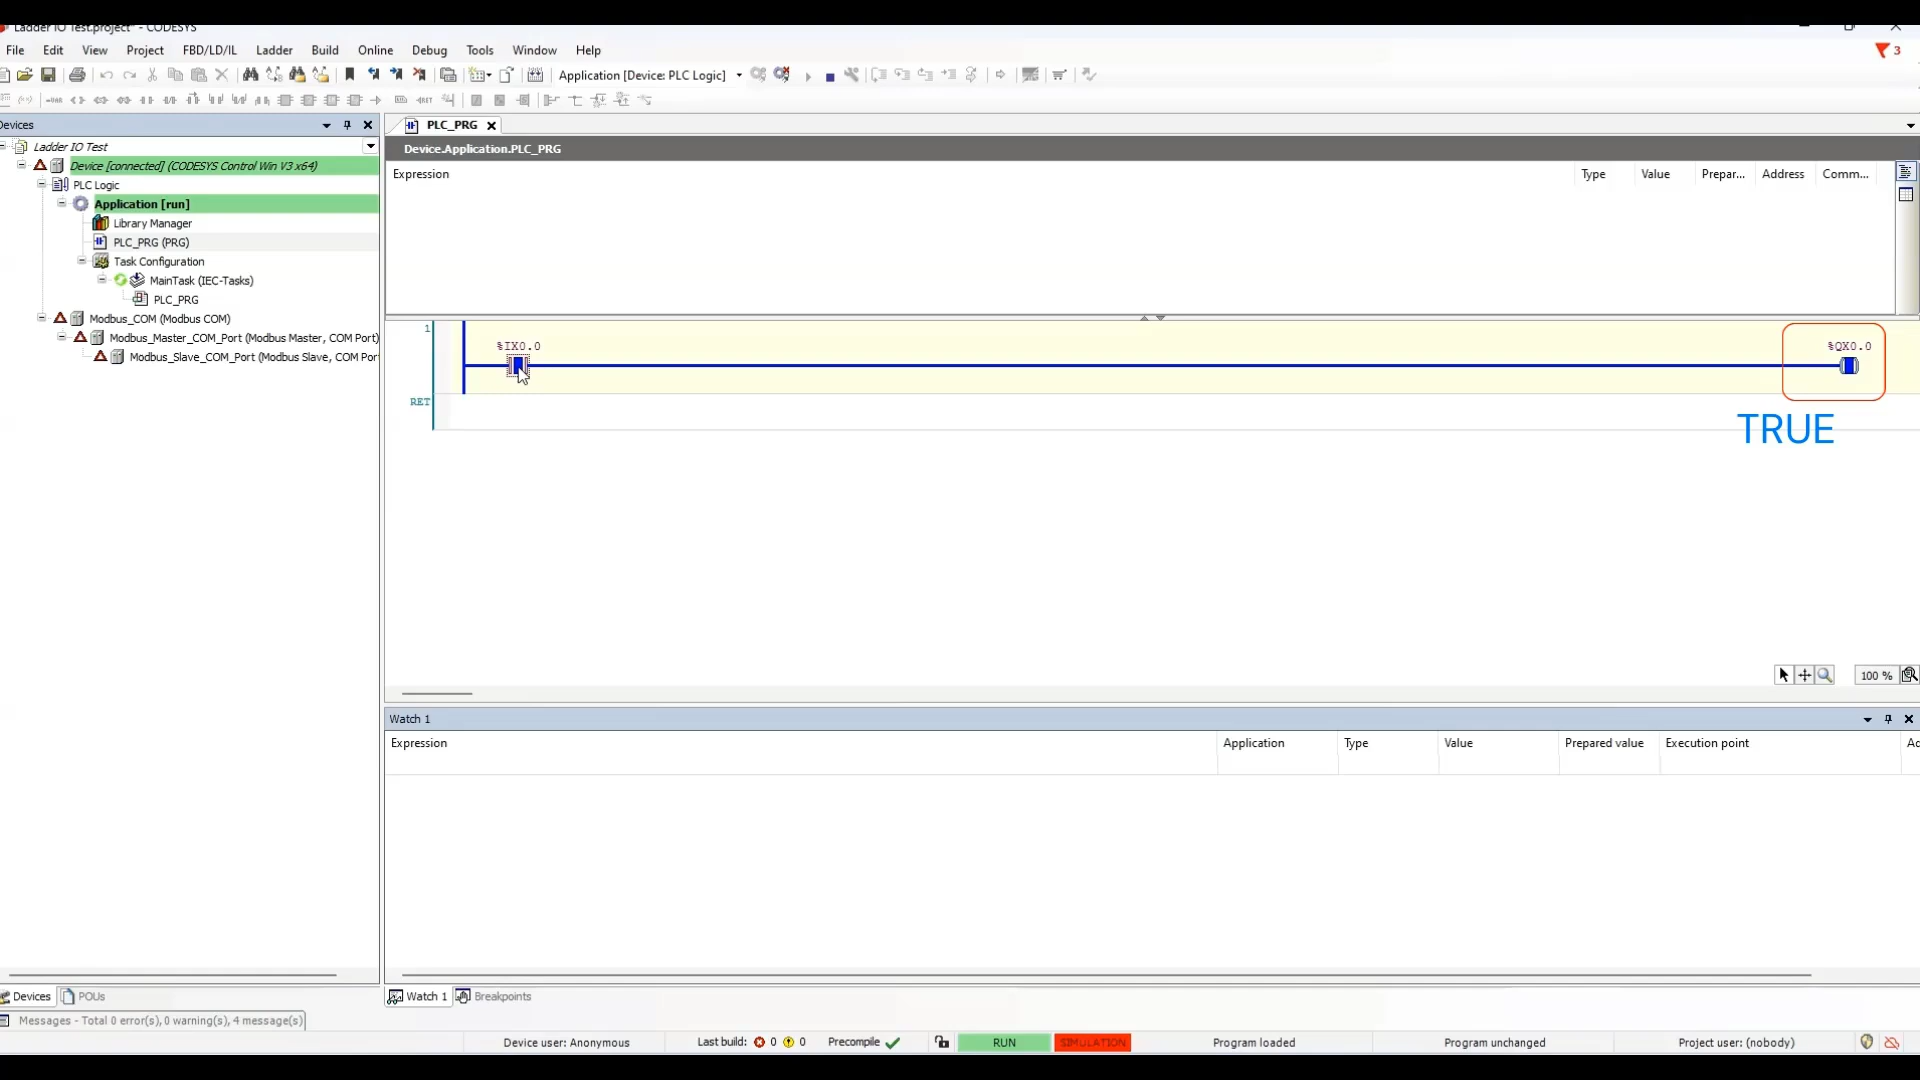 Ladder IO Test.project* - CODESYS
File Edit View Project FBD/LD/IL Ladder Build Online Debug Tools Window Help
3
Application [Device: PLC Logic]
Devices
PLC_PRG
Ladder IO Test
Device.Application.PLC_PRG
Device [connected] (CODESYS Control Win V3 x64)
Expression Type Value Prepar... Address Comm...
PLC Logic
Application [run]
Library Manager
PLC_PRG (PRG)
Task Configuration
MainTask (IEC-Tasks)
PLC_PRG
Modbus_COM (Modbus COM)
Modbus_Master_COM_Port (Modbus Master, COM Port)
Modbus_Slave_COM_Port (Modbus Slave, COM Por
1
%IX0.0 %QX0.0
RET
TRUE
100 %
Watch 1
Expression Application Type Value Prepared value Execution point Ad
Devices POUs
Watch 1 Breakpoints
Messages - Total 0 error(s), 0 warning(s), 4 message(s)
Device user: Anonymous Last build: 0 0 Precompile RUN SIMULATION Program loaded Program unchanged Project user: (nobody)